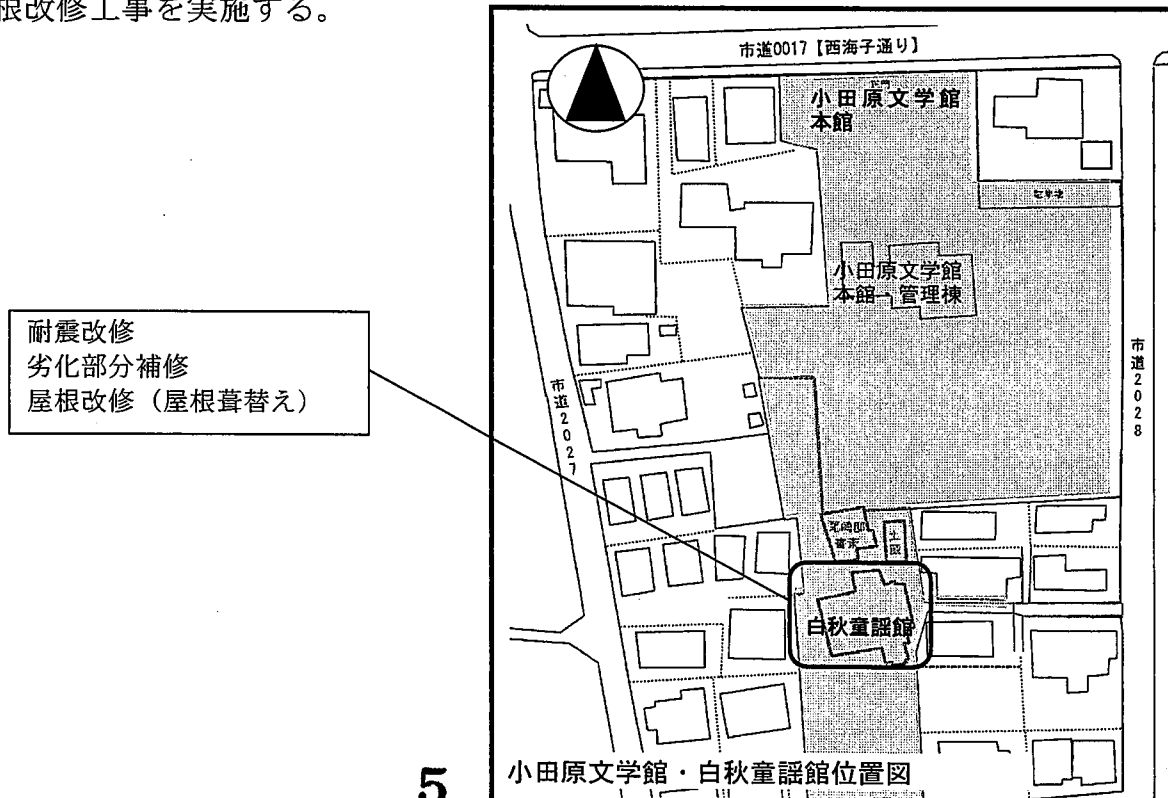 根改修工事を実施する。
市道0017【西海子通り】
小田原文学館
本館
小田原文学館
本館 管理棟
耐震改修
劣化部分補修
屋根改修（屋根葺替え）
市道2027
市道2028
白秋童謡館
小田原文学館・白秋童謡館位置図
5